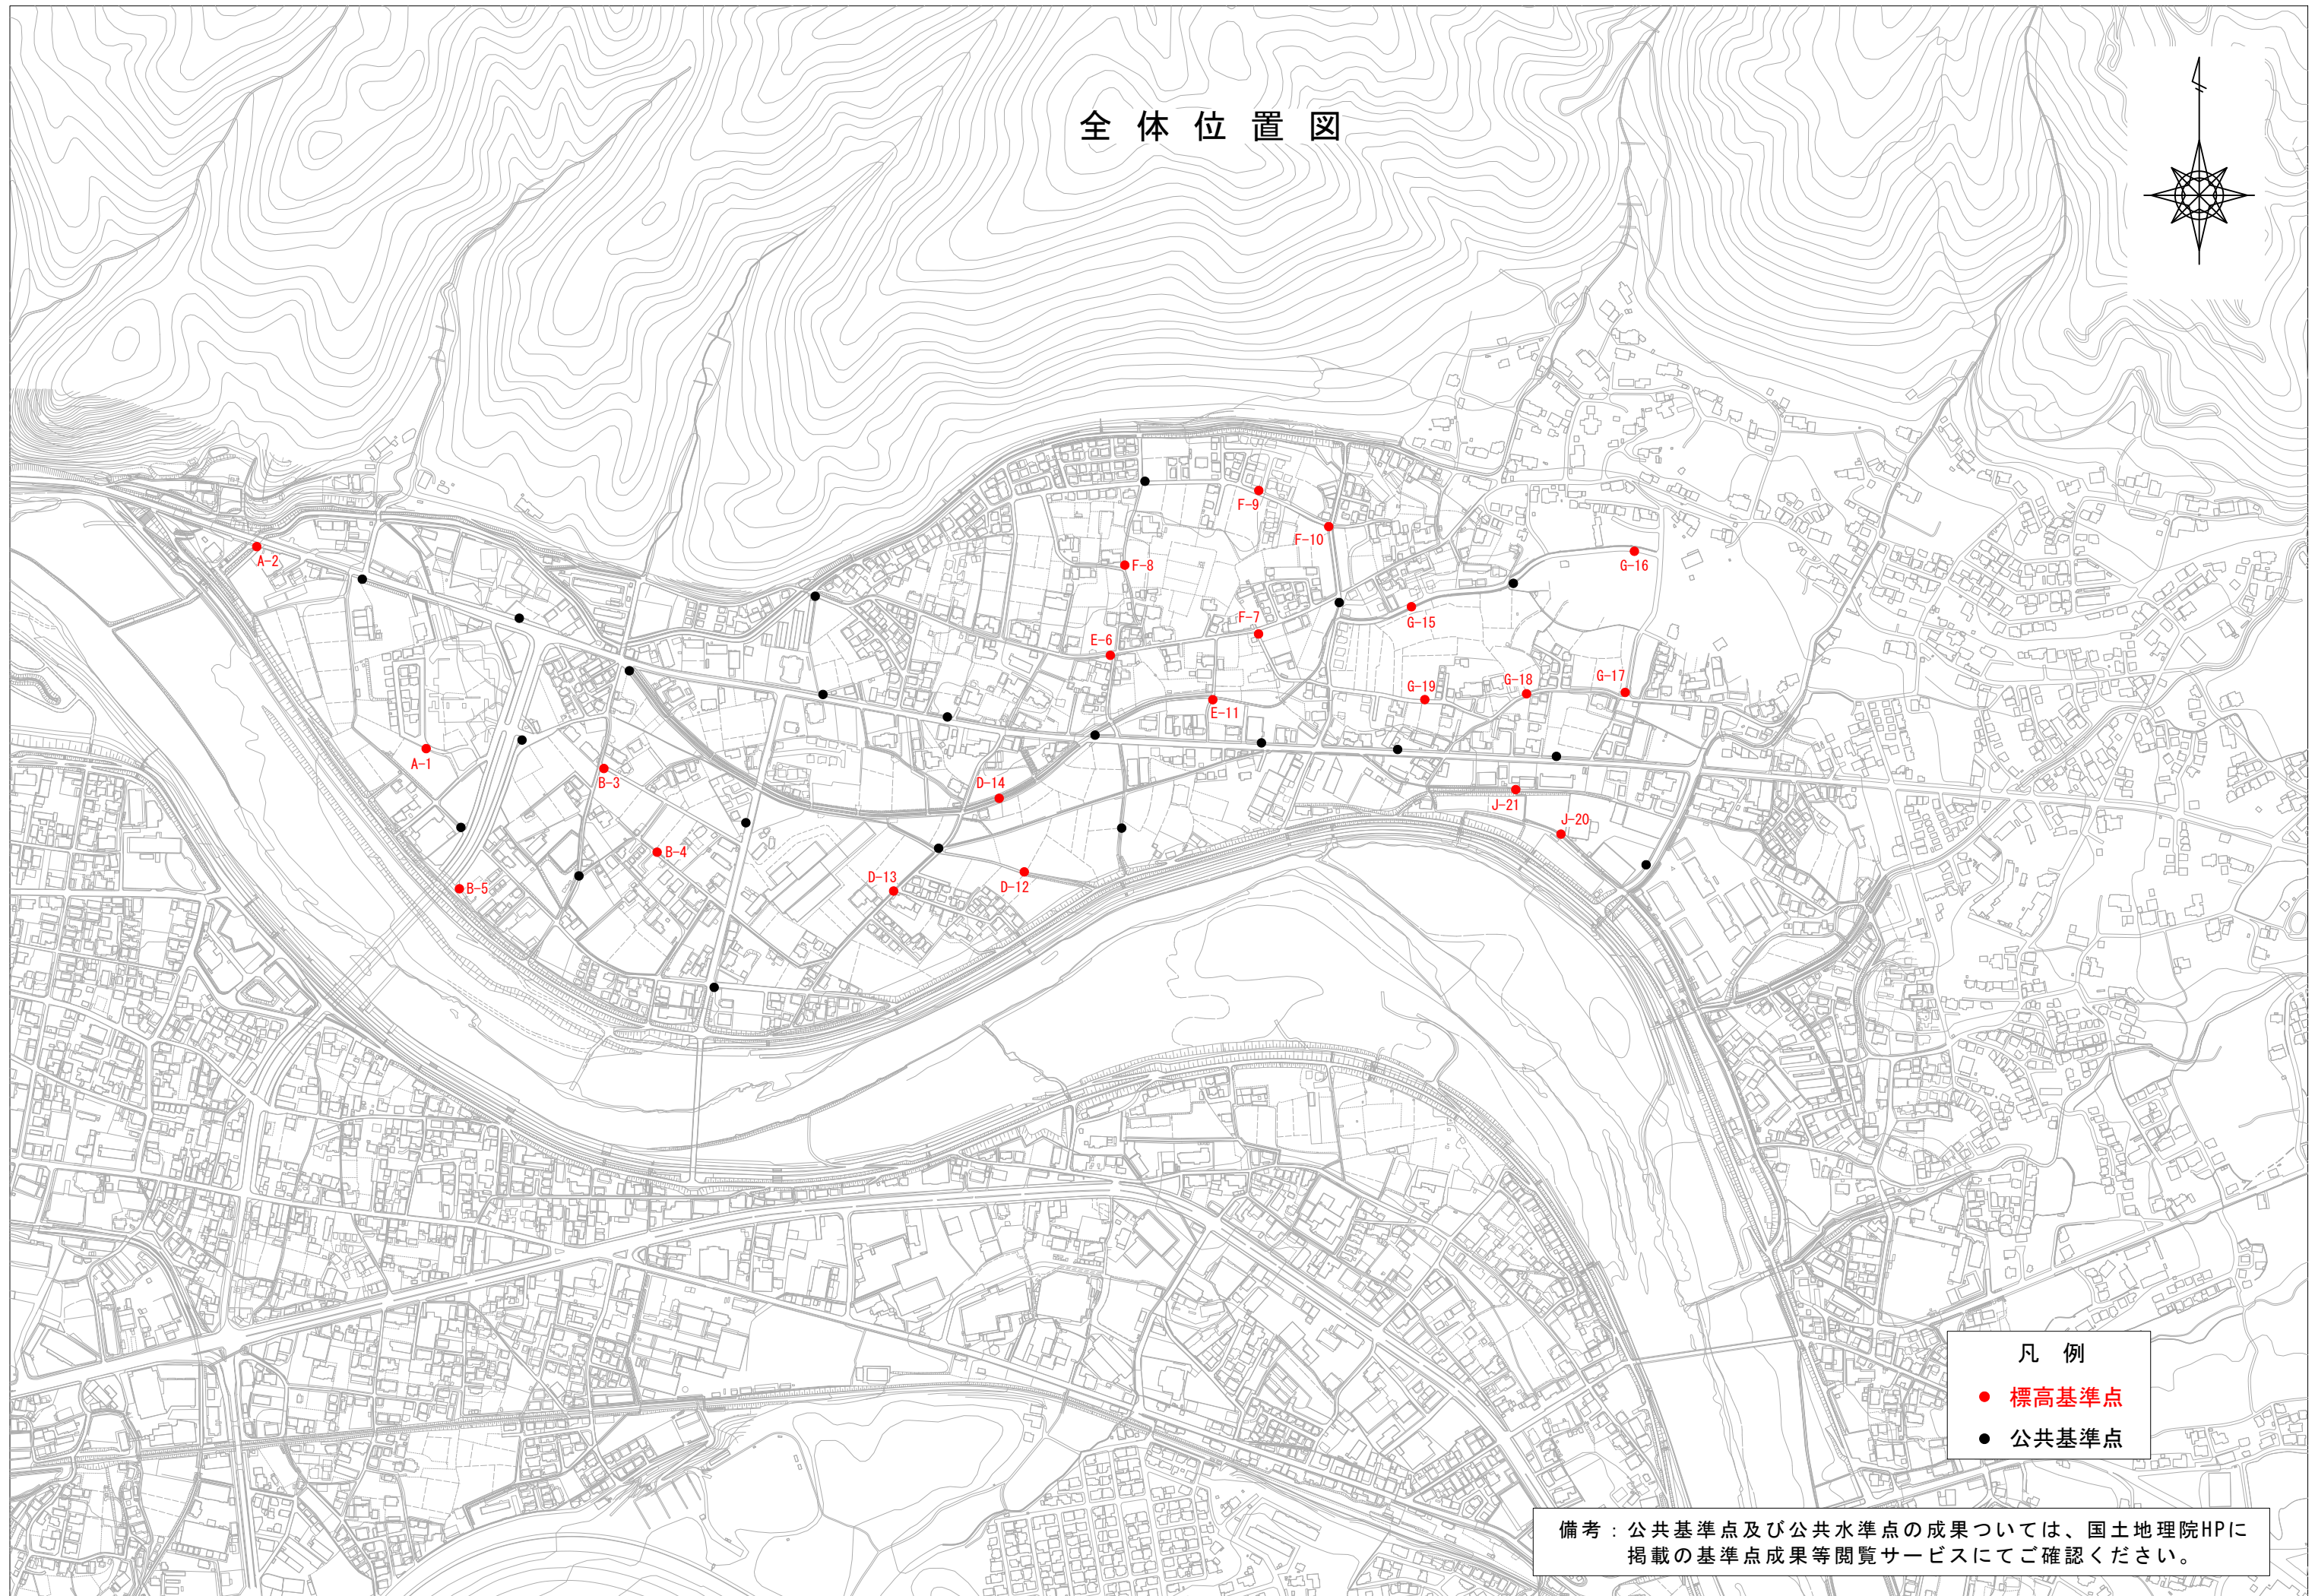 全体位置図
F-9
F-10
A-2
G-16
F-8
G-15
F-7
E-6
G-17
G-18
G-19
E-11
A-1
B-3
D-14
J-21
J-20
B-4
D-13
D-12
B-5
凡 例
標高基準点
公共基準点
備考：公共基準点及び公共水準点の成果ついては、国土地理院HPに
掲載の基準点成果等閲覧サービスにてご確認ください。